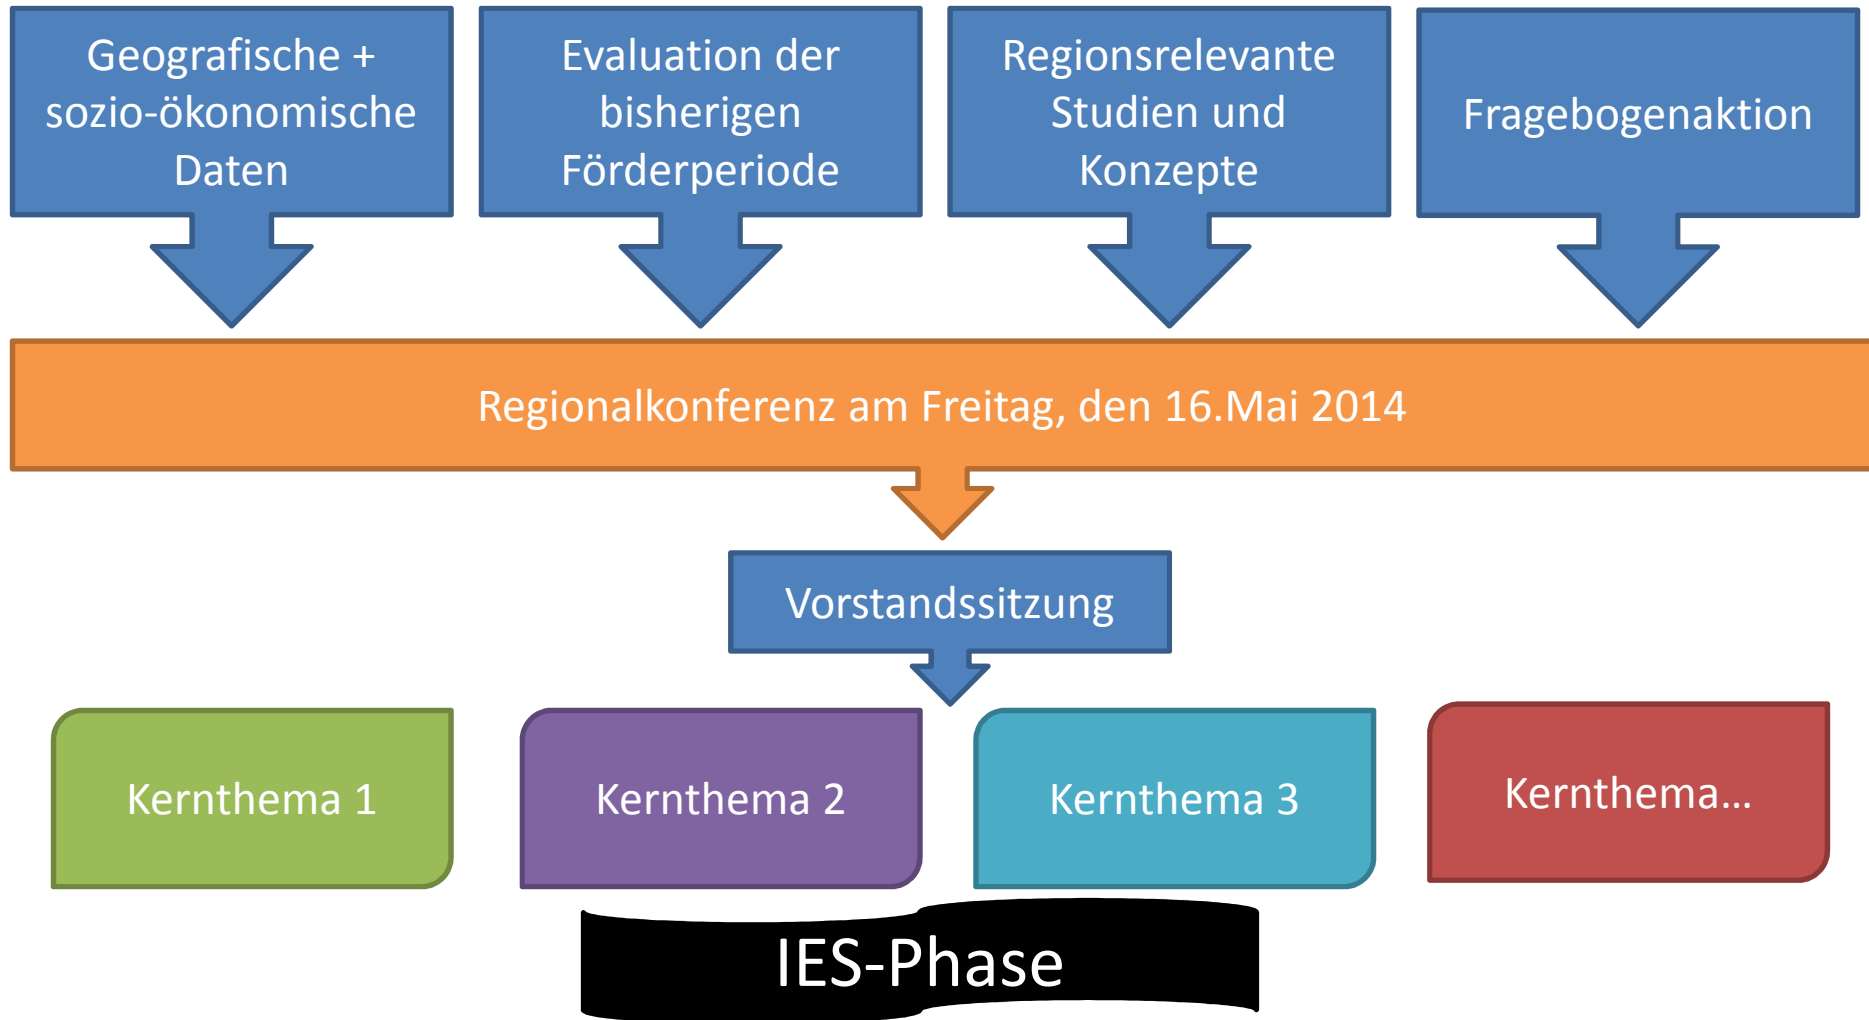 Geografische +
sozio-ökonomische
Daten
Evaluation der
bisherigen
Förderperiode
Regionsrelevante
Studien und
Konzepte
Fragebogenaktion
Regionalkonferenz am Freitag, den 16.Mai 2014
Vorstandssitzung
Kernthema 1
Kernthema 2
Kernthema 3
Kernthema…
IES-Phase